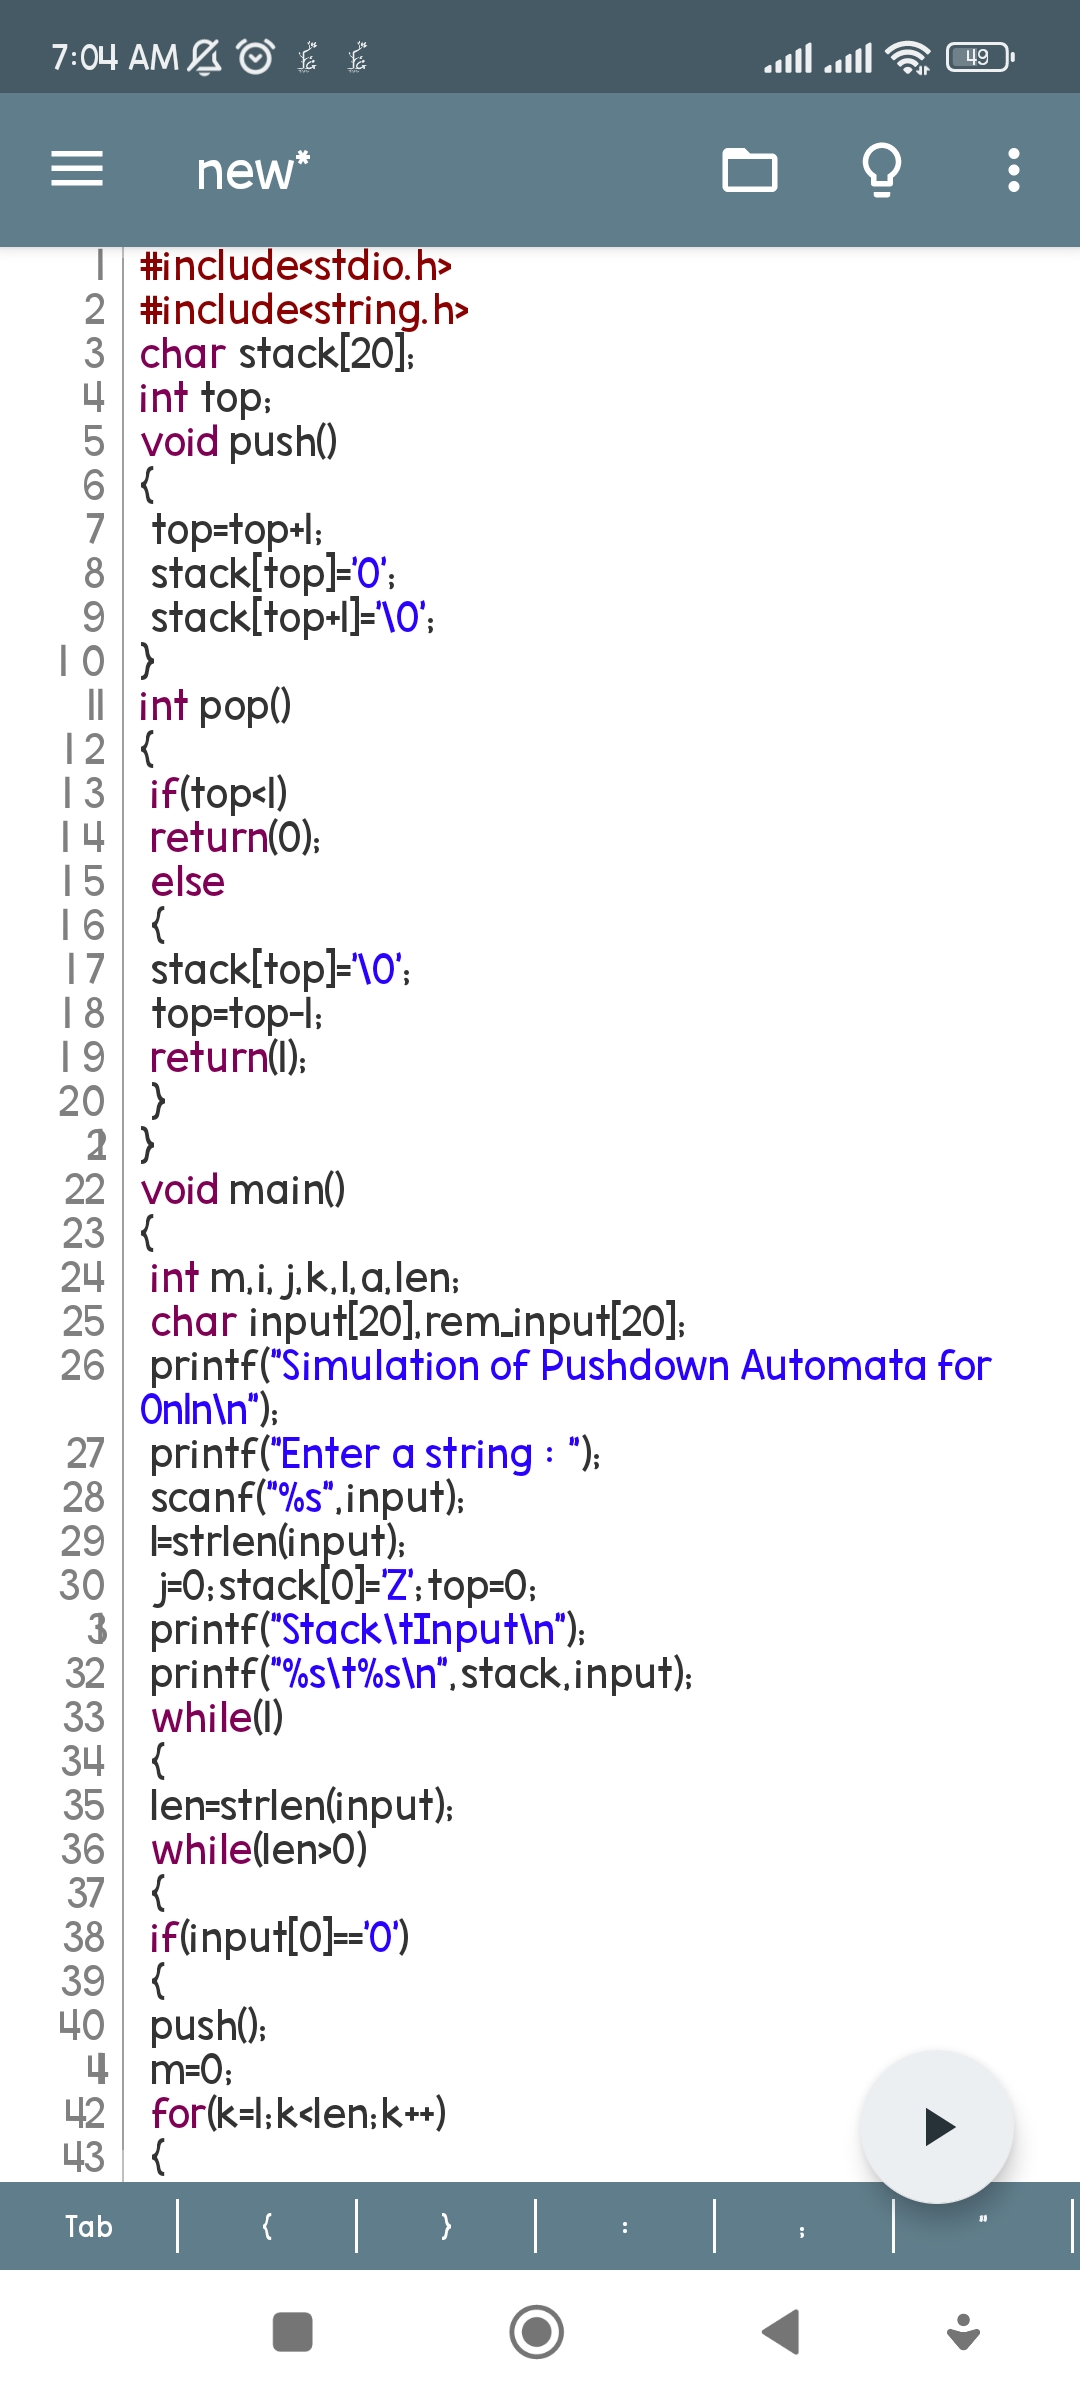 7:04 AM 49
new*
1 #include<stdio.h>
2 #include<string.h>
3 char stack[20];
4 int top;
5 void push()
6 {
7 top=top+1;
8 stack[top]='0';
9 stack[top+1]='\0';
10 }
11 int pop()
12 {
13 if(top<1)
14 return(0);
15 else
16 {
17 stack[top]='\0';
18 top=top-1;
19 return(1);
20 }
21 }
22 void main()
23 {
24 int m,i,j,k,l,a,len;
25 char input[20],rem_input[20];
26 printf("Simulation of Pushdown Automata for
0n1n\n");
27 printf("Enter a string : ");
28 scanf("%s",input);
29 l=strlen(input);
30 j=0;stack[0]='Z';top=0;
31 printf("Stack\tInput\n");
32 printf("%s\t%s\n",stack,input);
33 while(1)
34 {
35 len=strlen(input);
36 while(len>0)
37 {
38 if(input[0]=='0')
39 {
40 push();
41 m=0;
42 for(k=1;k<len;k++)
43 {
Tab { } : ; "